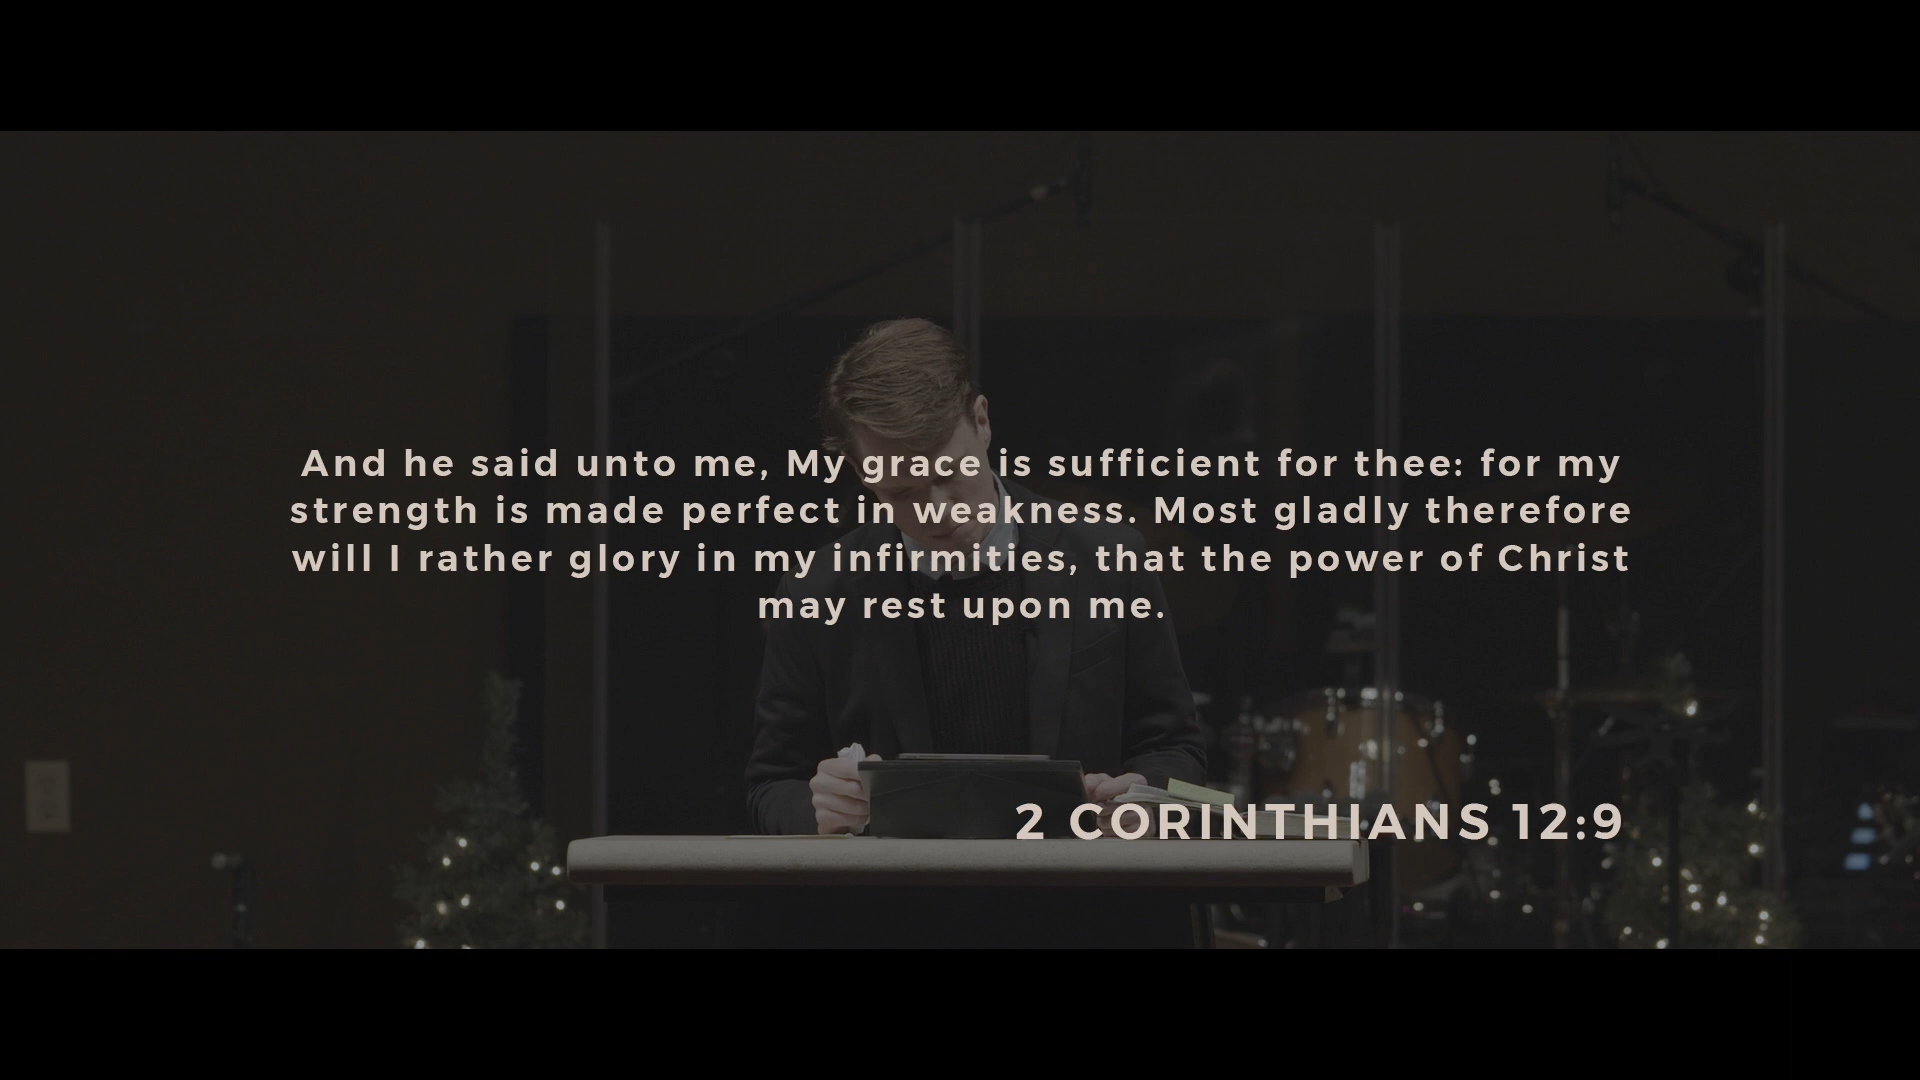 And he said unto me, My grace is sufficient for thee: for my
strength is made perfect in weakness. Most gladly therefore
will I rather glory in my infirmities, that the power of Christ
may rest upon me.
2 CORINTHIANS 12:9